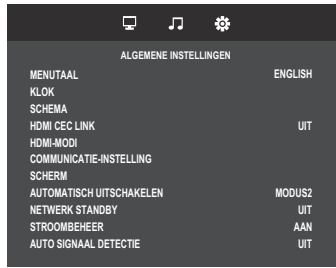 ALGEMENE INSTELLINGEN
MENUTAAL ENGLISH
KLOK
SCHEMA
HDMI CEC LINK UIT
HDMI-MODI
COMMUNICATIE-INSTELLING
SCHERM
AUTOMATISCH UITSCHAKELEN MODUS2
NETWERK STANDBY UIT
STROOMBEHEER AAN
AUTO SIGNAAL DETECTIE UIT